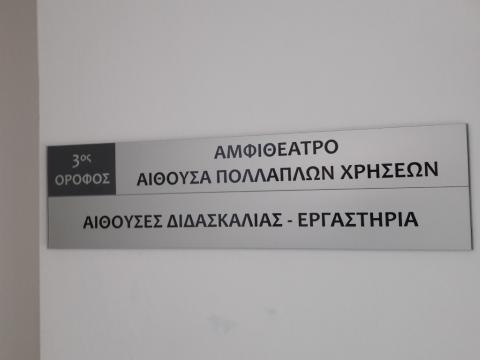 3ος
ΟΡΟΦΟΣ
ΑΜΦΙΘΕΑΤΡΟ
ΑΙΘΟΥΣΑ ΠΟΛΛΑΠΛΩΝ ΧΡΗΣΕΩΝ
ΑΙΘΟΥΣΕΣ ΔΙΔΑΣΚΑΛΙΑΣ - ΕΡΓΑΣΤΗΡΙΑ